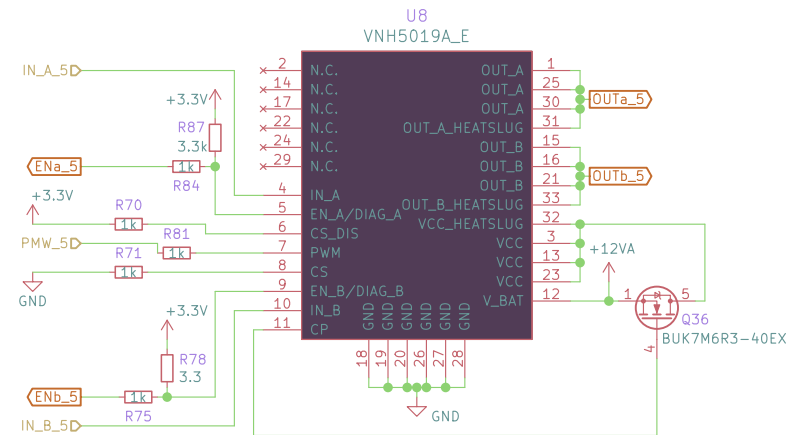 U8
VNH5019A_E
IN_A_5
+3.3V
R87
3.3k
ENa_5
1k
R84
+3.3V
R70
1k
PMW_5
R81
1k
R71
1k
GND
+3.3V
R78
3.3
ENb_5
1k
R75
IN_B_5
2 N.C.
14 N.C.
17 N.C.
22 N.C.
24 N.C.
29 N.C.
4 IN_A
5 EN_A/DIAG_A
6 CS_DIS
7 PWM
8 CS
9 EN_B/DIAG_B
10 IN_B
11 CP
OUT_A 1
OUT_A 25
OUT_A 30
OUT_A_HEATSLUG 31
OUT_B 15
OUT_B 16
OUT_B 21
OUT_B_HEATSLUG 33
VCC_HEATSLUG 32
VCC 3
VCC 13
VCC 23
V_BAT 12
GND GND GND GND GND GND
18 19 20 26 27 28
GND
OUTa_5
OUTb_5
+12VA
1 5
Q36
BUK7M6R3-40EX
4